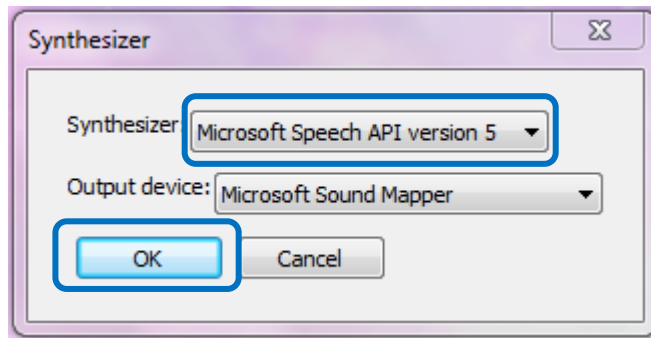 Synthesizer
Synthesizer: Microsoft Speech API version 5
Output device: Microsoft Sound Mapper
OK Cancel